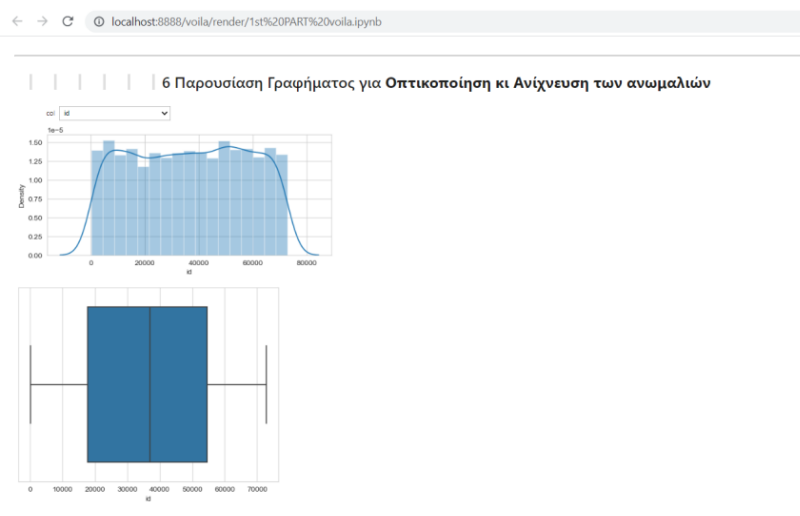 localhost:8888/voila/render/1st%20PART%20voila.ipynb
6 Παρουσίαση Γραφήματος για Οπτικοποίηση κι Ανίχνευση των ανωμαλιών
col id
1e−5
1.50
1.25
1.00
0.75
0.50
0.25
0.00
Density
0 20000 40000 60000 80000
id
0 10000 20000 30000 40000 50000 60000 70000
id